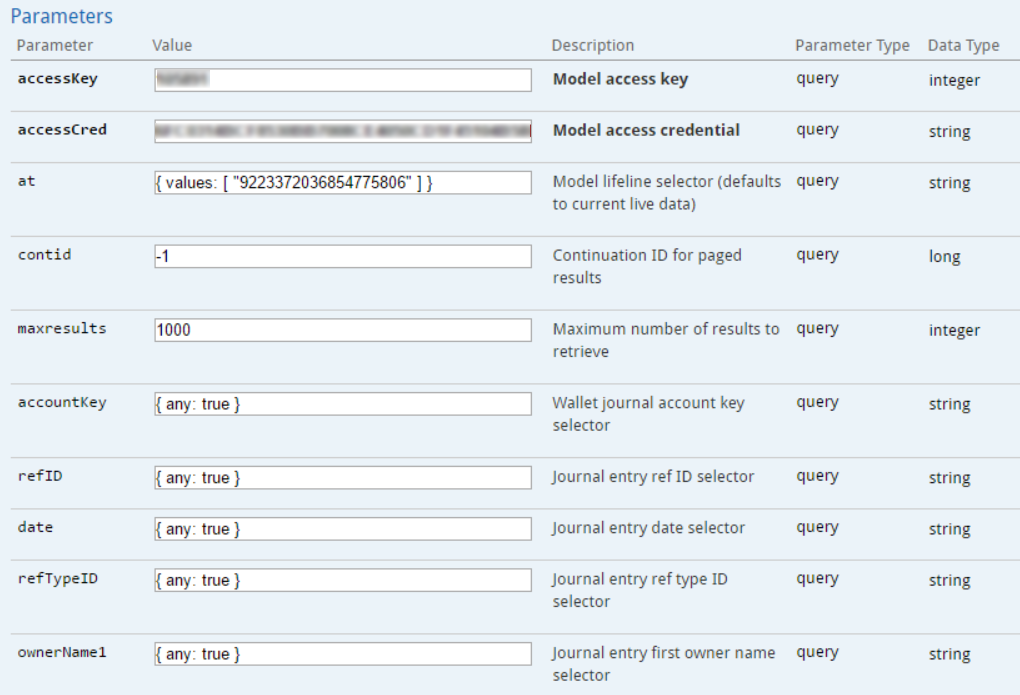 Parameters
Parameter Value Description Parameter Type Data Type
accessKey Model access key query integer
accessCred Model access credential query string
at { values: [ "9223372036854775806" ] } Model lifeline selector (defaults query string
to current live data)
contid -1 Continuation ID for paged query long
results
maxresults 1000 Maximum number of results to query integer
retrieve
accountKey { any: true } Wallet journal account key query string
selector
refID { any: true } Journal entry ref ID selector query string
date { any: true } Journal entry date selector query string
refTypeID { any: true } Journal entry ref type ID query string
selector
ownerName1 { any: true } Journal entry first owner name query string
selector